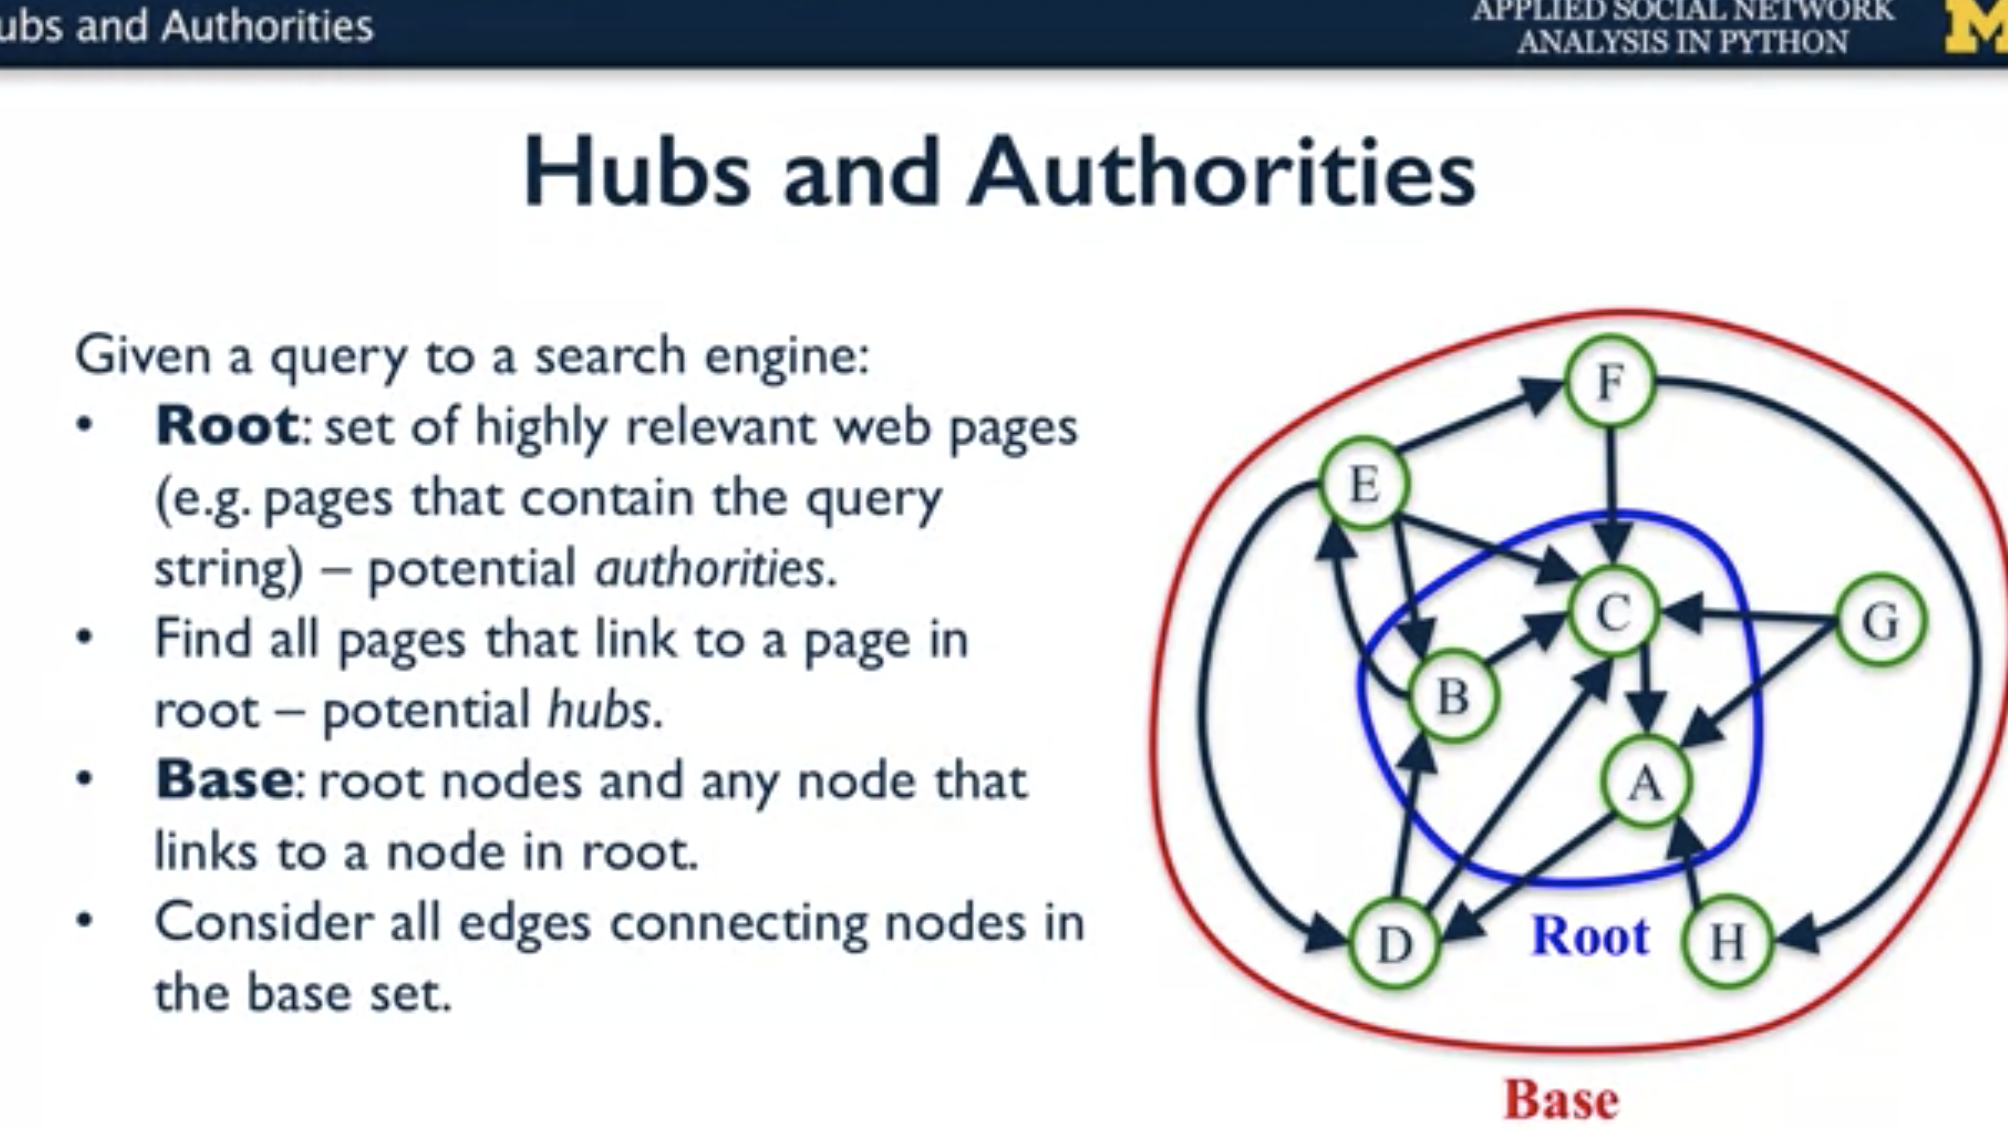 ubs and Authorities
APPLIED SOCIAL NETWORK
ANALYSIS IN PYTHON
M
Hubs and Authorities
Given a query to a search engine:
• Root: set of highly relevant web pages
(e.g. pages that contain the query
string) – potential authorities.
• Find all pages that link to a page in
root – potential hubs.
• Base: root nodes and any node that
links to a node in root.
• Consider all edges connecting nodes in
the base set.
F
E
C
G
B
A
D
Root
H
Base